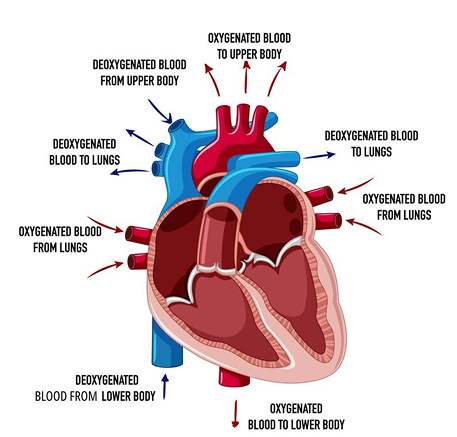 OXYGENATED BLOOD
TO UPPER BODY
DEOXYGENATED BLOOD
FROM UPPER BODY
DEOXYGENATED
BLOOD TO LUNGS
DEOXYGENATED BLOOD
TO LUNGS
OXYGENATED BLOOD
FROM LUNGS
OXYGENATED BLOOD
FROM LUNGS
DEOXYGENATED
BLOOD FROM LOWER BODY
OXYGENATED
BLOOD TO LOWER BODY